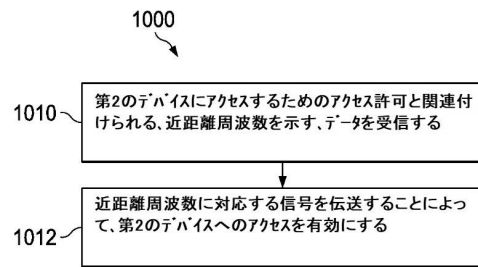 1000
1010
第2のﾃﾞﾊﾞｲｽにアクセスするためのアクセス許可と関連付
けられる、近距離周波数を示す、ﾃﾞｰﾀを受信する
1012
近距離周波数に対応する信号を伝送することによっ
て、第2のﾃﾞﾊﾞｲｽへのアクセスを有効にする